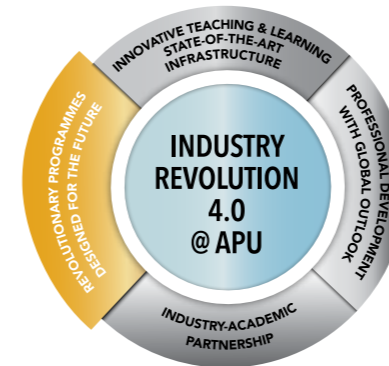 INNOVATIVE TEACHING & LEARNING
STATE-OF-THE-ART
INFRASTRUCTURE
PROFESSIONAL DEVELOPMENT
WITH GLOBAL OUTLOOK
INDUSTRY-ACADEMIC
PARTNERSHIP
REVOLUTIONARY PROGRAMMES
DESIGNED FOR THE FUTURE
INDUSTRY
REVOLUTION
4.0
@ APU